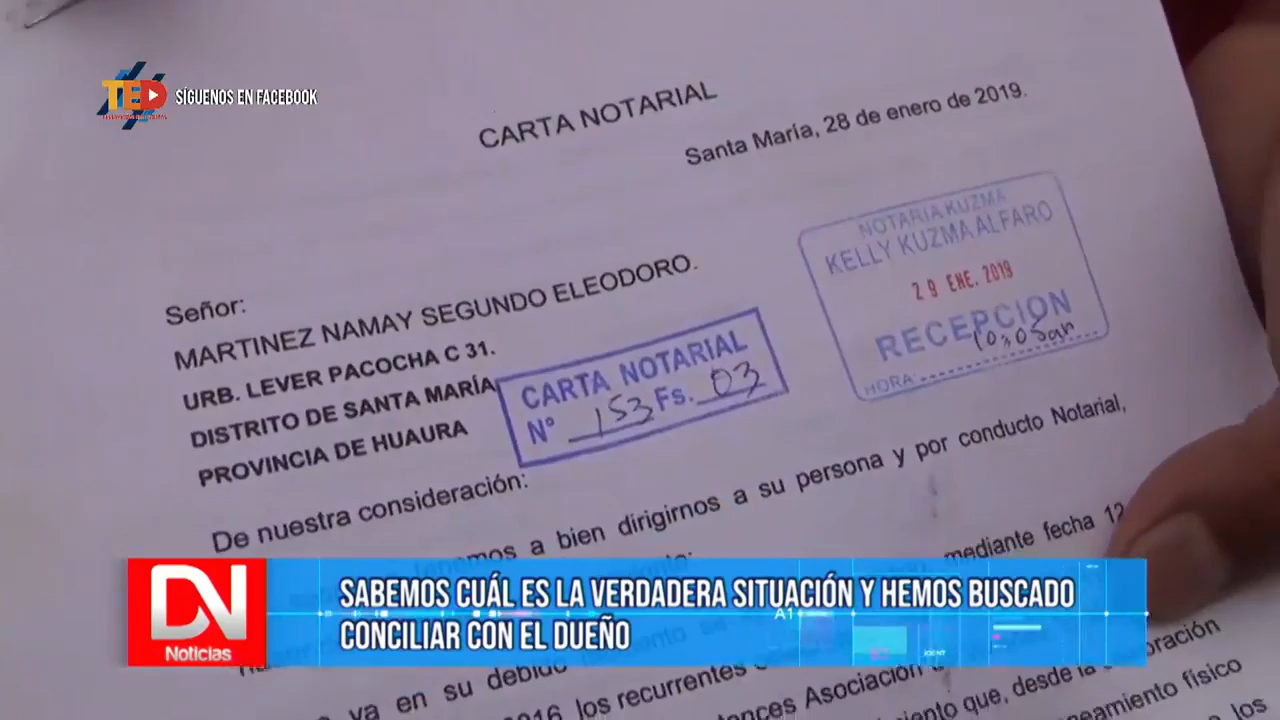 TED
SÍGUENOS EN FACEBOOK
CARTA NOTARIAL
Santa María, 28 de enero de 2019.
NOTARIA KUZMA
KELLY KUZMA ALFARO
29 ENE. 2019
RECEPCION
HORA
Señor:
MARTINEZ NAMAY SEGUNDO ELEODORO.
URB. LEVER PACOCHA C 31.
DISTRITO DE SANTA MARÍA
PROVINCIA DE HUAURA
CARTA NOTARIAL
N° 153 Fs. 03
De nuestra consideración:
a bien dirigirnos a su persona y por conducto Notarial,
mediante fecha 12
DN
Noticias
SABEMOS CUÁL ES LA VERDADERA SITUACIÓN Y HEMOS BUSCADO
CONCILIAR CON EL DUEÑO
va en su debido
los recurrentes
Asociación
que, desde la
físico
los